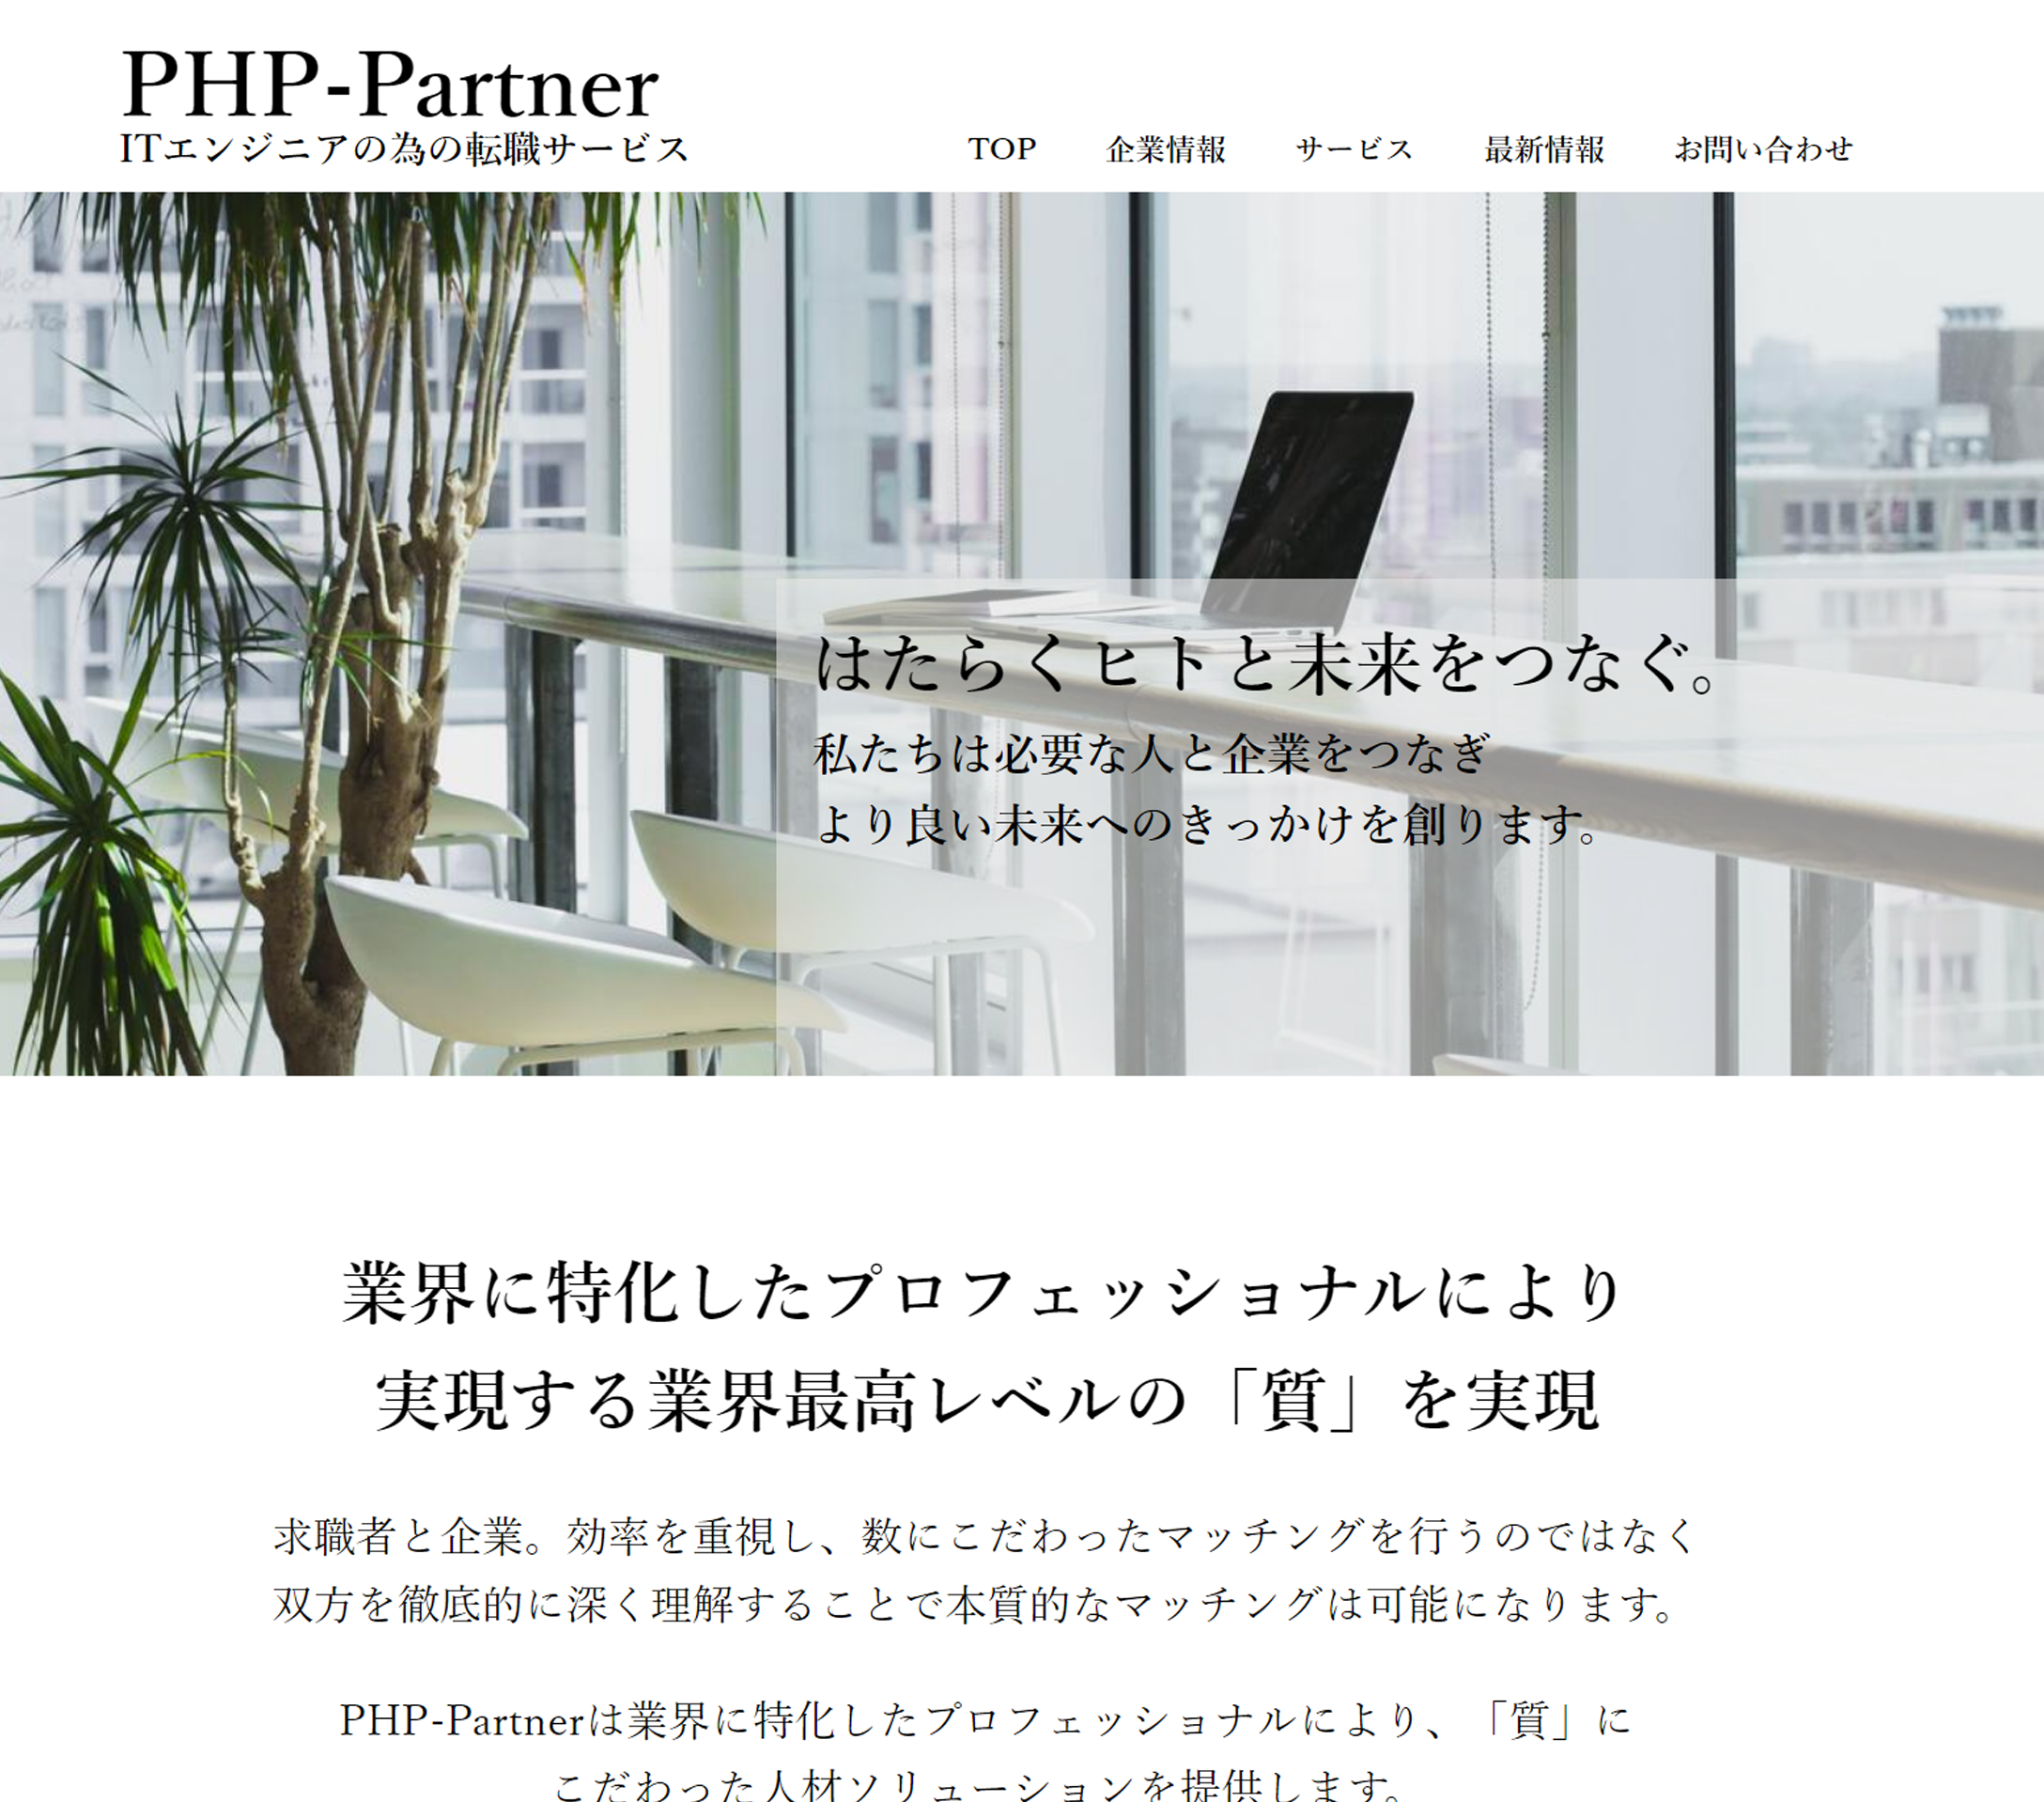 PHP-Partner
ITエンジニアの為の転職サービス
TOP 企業情報 サービス 最新情報 お問い合わせ
はたらくヒトと未来をつなぐ。
私たちは必要な人と企業をつなぎ
より良い未来へのきっかけを創ります。
業界に特化したプロフェッショナルにより
実現する業界最高レベルの「質」を実現
求職者と企業。効率を重視し、数にこだわったマッチングを行うのではなく
双方を徹底的に深く理解することで本質的なマッチングは可能になります。
PHP-Partnerは業界に特化したプロフェッショナルにより、「質」に
こだわった人材ソリューションを提供します。